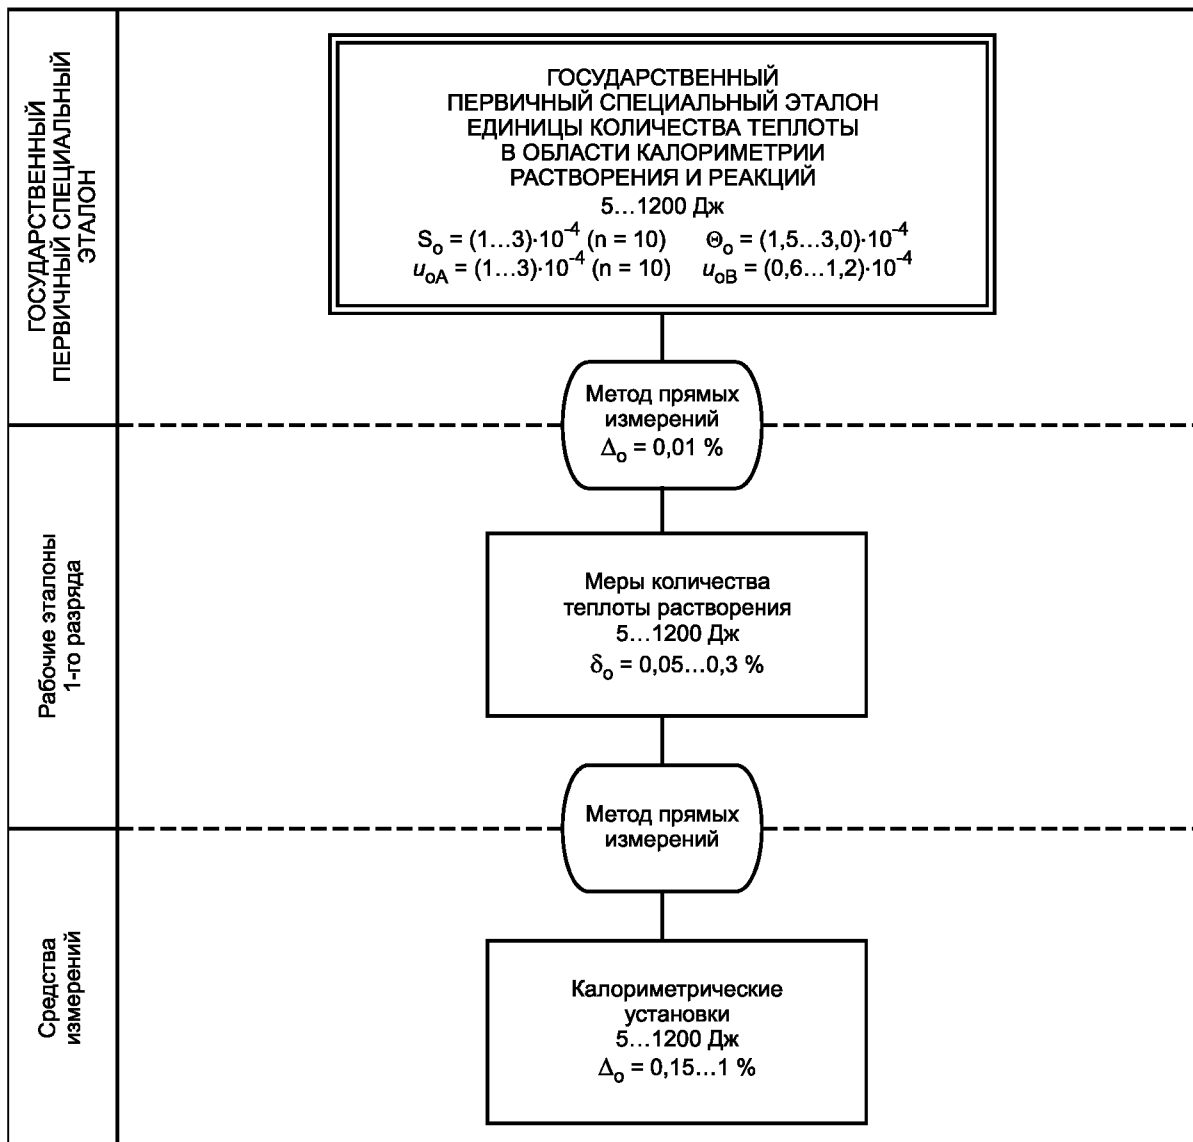 ГОСУДАРСТВЕННЫЙ
ПЕРВИЧНЫЙ СПЕЦИАЛЬНЫЙ
ЭТАЛОН
ГОСУДАРСТВЕННЫЙ
ПЕРВИЧНЫЙ СПЕЦИАЛЬНЫЙ ЭТАЛОН
ЕДИНИЦЫ КОЛИЧЕСТВА ТЕПЛОТЫ
В ОБЛАСТИ КАЛОРИМЕТРИИ
РАСТВОРЕНИЯ И РЕАКЦИЙ
5...1200 Дж
S₀ = (1...3)·10⁻⁴ (n = 10) Θ₀ = (1,5...3,0)·10⁻⁴
u₀A = (1...3)·10⁻⁴ (n = 10) u₀B = (0,6...1,2)·10⁻⁴
Метод прямых
измерений
Δ₀ = 0,01 %
Рабочие эталоны
1-го разряда
Меры количества
теплоты растворения
5...1200 Дж
δ₀ = 0,05...0,3 %
Метод прямых
измерений
Средства
измерений
Калориметрические
установки
5...1200 Дж
Δ₀ = 0,15...1 %